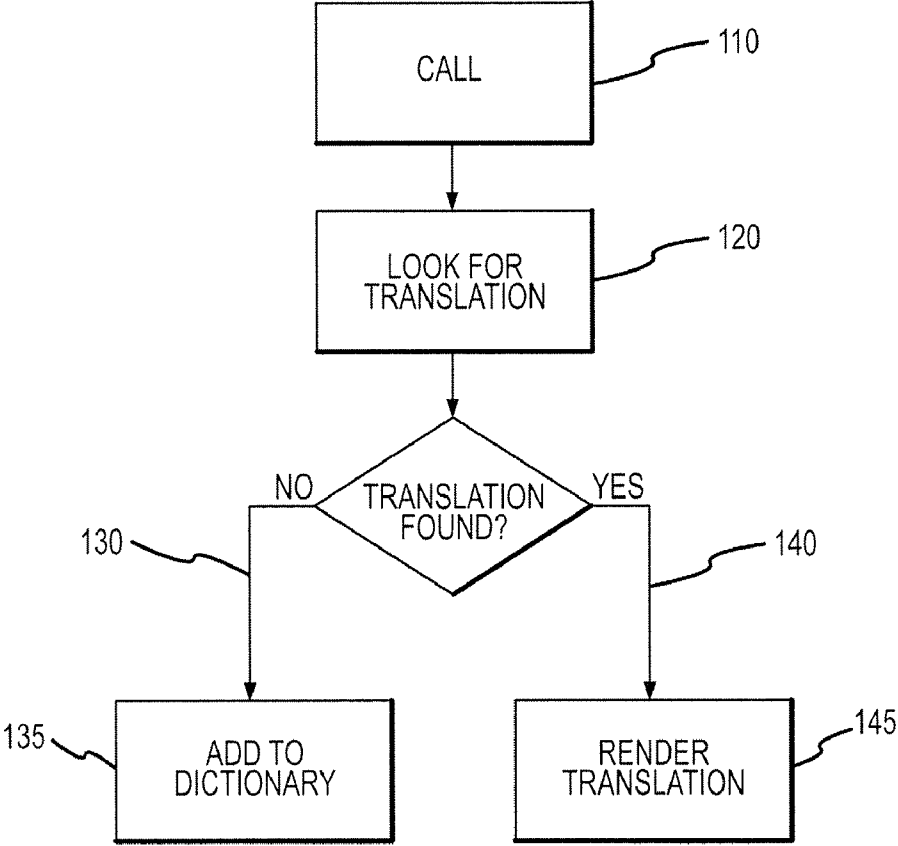 CALL
110
LOOK FOR
TRANSLATION
120
NO
TRANSLATION
FOUND?
YES
130
140
135
ADD TO
DICTIONARY
RENDER
TRANSLATION
145